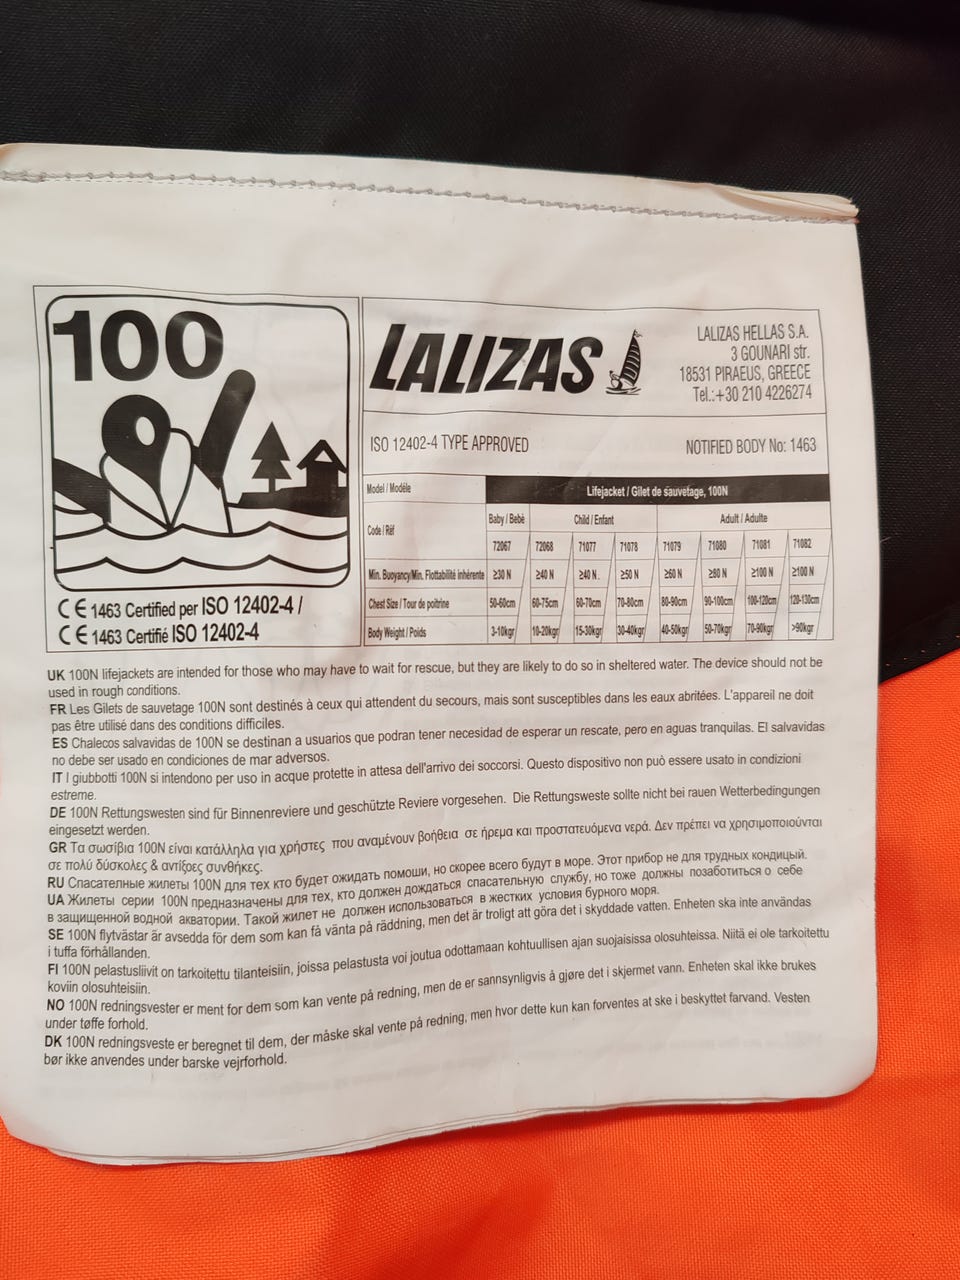 100
LALIZAS
LALIZAS HELLAS S.A.
3 GOUNARI str.
18531 PIRAEUS, GREECE
Tel.:+30 210 4226274
ISO 12402-4 TYPE APPROVED NOTIFIED BODY No: 1463
Model / Modèle Lifejacket / Gilet de sauvetage, 100N
Code / Réf Baby / Bebè Child / Enfant Adult / Adulte
72067 72068 71077 71078 71079 71080 71081 71082
Min. Buoyancy/Min. Flottabilité inhérente ≥30 N ≥40 N ≥40 N. ≥50 N ≥60 N ≥80 N ≥100 N ≥100 N
Chest Size / Tour de poitrine 50-60cm 60-75cm 60-70cm 70-80cm 80-90cm 90-100cm 100-120cm 120-130cm
Body Weight / Poids 3-10kgr 10-20kgr 15-30kgr 30-40kgr 40-50kgr 50-70kgr 70-90kgr >90kgr
CE 1463 Certified per ISO 12402-4 /
CE 1463 Certifié ISO 12402-4
UK 100N lifejackets are intended for those who may have to wait for rescue, but they are likely to do so in sheltered water. The device should not be
used in rough conditions.
FR Les Gilets de sauvetage 100N sont destinés à ceux qui attendent du secours, mais sont susceptibles dans les eaux abritées. L'appareil ne doit
pas être utilisé dans des conditions difficiles.
ES Chalecos salvavidas de 100N se destinan a usuarios que podran tener necesidad de esperar un rescate, pero en aguas tranquilas. El salvavidas
no debe ser usado en condiciones de mar adversos.
IT I giubbotti 100N si intendono per uso in acque protette in attesa dell'arrivo dei soccorsi. Questo dispositivo non può essere usato in condizioni
estreme.
DE 100N Rettungswesten sind für Binnenreviere und geschützte Reviere vorgesehen. Die Rettungsweste sollte nicht bei rauen Wetterbedingungen
eingesetzt werden.
GR Τα σωσίβια 100N είναι κατάλληλα για χρήστες που αναμένουν βοήθεια σε ήρεμα και προστατευόμενα νερά. Δεν πρέπει να χρησιμοποιούνται
σε πολύ δύσκολες & αντίξοες συνθήκες.
RU Спасателные жилеты 100N для тех кто будет ожидать помоши, но скорее всего будут в море. Этот прибор не для трудных кондицый.
UA Жилеты серии 100N предназначены для тех, кто должен дождаться спасательную службу, но тоже должны позаботиться о себе
в защищенной водной акватории. Такой жилет не должен использоваться в жестких условия бурного моря.
SE 100N flytvästar är avsedda för dem som kan få vänta på räddning, men det är troligt att göra det i skyddade vatten. Enheten ska inte användas
i tuffa förhållanden.
FI 100N pelastusliivit on tarkoitettu tilanteisiin, joissa pelastusta voi joutua odottamaan kohtuullisen ajan suojaisissa olosuhteissa. Niitä ei ole tarkoitettu
koviin olosuhteisiin.
NO 100N redningsvester er ment for dem som kan vente på redning, men de er sannsynligvis å gjøre det i skjermet vann. Enheten skal ikke brukes
under tøffe forhold.
DK 100N redningsveste er beregnet til dem, der måske skal vente på redning, men hvor dette kun kan forventes at ske i beskyttet farvand. Vesten
bør ikke anvendes under barske vejrforhold.